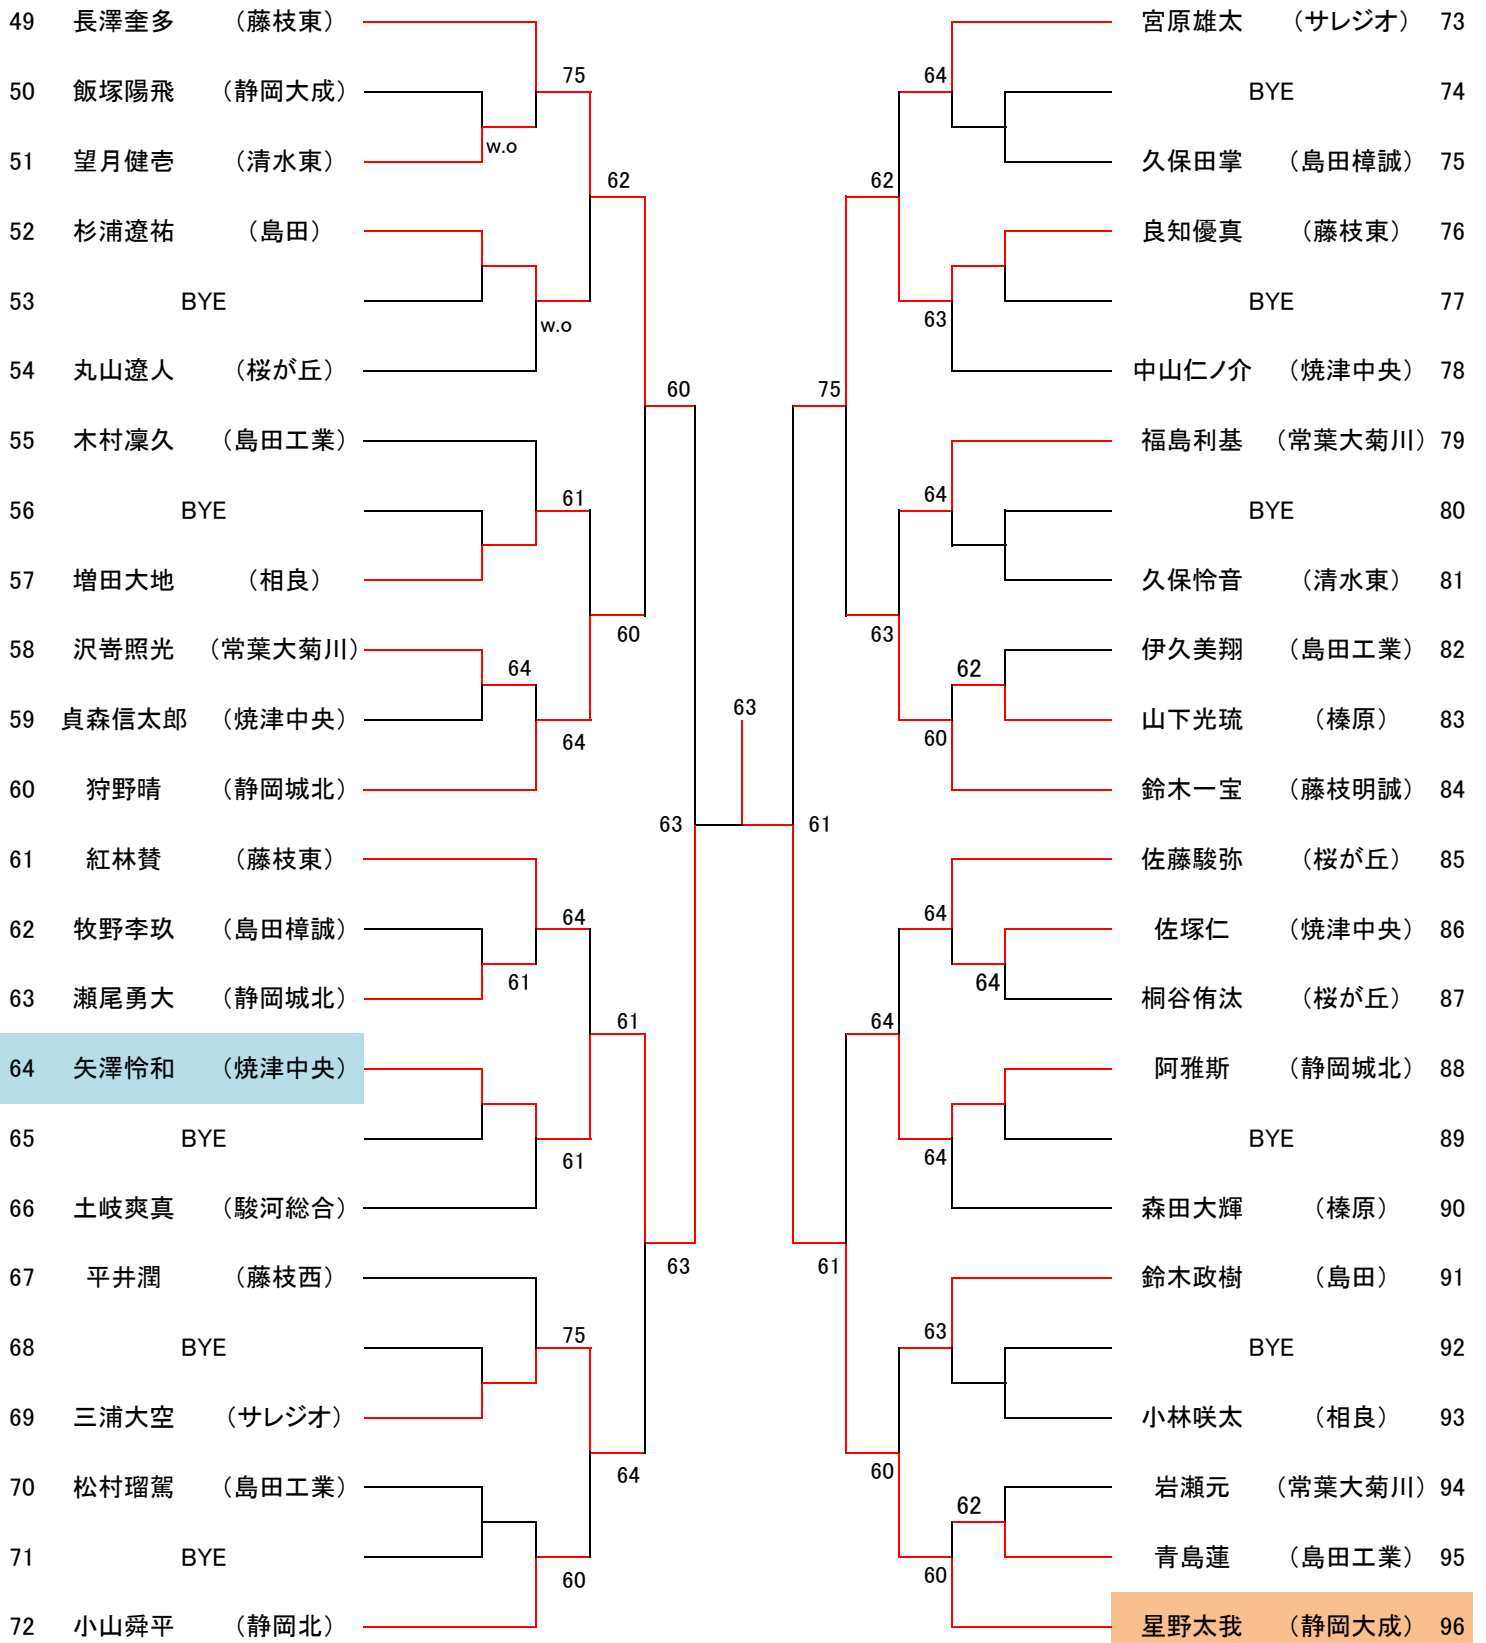 49 長澤奎多 （藤枝東）
50 飯塚陽飛 （静岡大成）
51 望月健壱 （清水東）
52 杉浦遼祐 （島田）
53 BYE
54 丸山遼人 （桜が丘）
55 木村凜久 （島田工業）
56 BYE
57 増田大地 （相良）
58 沢嵜照光 （常葉大菊川）
59 貞森信太郎 （焼津中央）
60 狩野晴 （静岡城北）
61 紅林賛 （藤枝東）
62 牧野李玖 （島田樟誠）
63 瀬尾勇大 （静岡城北）
64 矢澤怜和 （焼津中央）
65 BYE
66 土岐爽真 （駿河総合）
67 平井潤 （藤枝西）
68 BYE
69 三浦大空 （サレジオ）
70 松村瑠駕 （島田工業）
71 BYE
72 小山舜平 （静岡北）
w.o
64
61
75
w.o
61
64
64
61
75
60
62
60
61
64
60
63
63
63
61
75
61
62
63
64
60
64
63
64
60
64
64
63
60
62
64
62
宮原雄太 （サレジオ） 73
BYE 74
久保田掌 （島田樟誠） 75
良知優真 （藤枝東） 76
BYE 77
中山仁ノ介 （焼津中央） 78
福島利基 （常葉大菊川） 79
BYE 80
久保怜音 （清水東） 81
伊久美翔 （島田工業） 82
山下光琉 （榛原） 83
鈴木一宝 （藤枝明誠） 84
佐藤駿弥 （桜が丘） 85
佐塚仁 （焼津中央） 86
桐谷侑汰 （桜が丘） 87
阿雅斯 （静岡城北） 88
BYE 89
森田大輝 （榛原） 90
鈴木政樹 （島田） 91
BYE 92
小林咲太 （相良） 93
岩瀬元 （常葉大菊川） 94
青島蓮 （島田工業） 95
星野太我 （静岡大成） 96